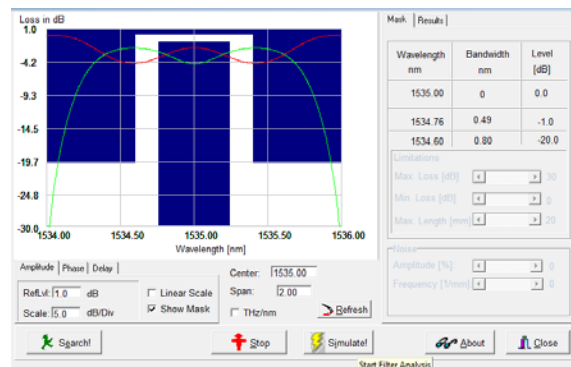 Loss in dB
1.0
-4.2
-9.3
-14.5
-19.7
-24.8
-30.0
1534.00 1534.50 1535.00 1535.50 1536.00
Wavelength [nm]
Amplitude Phase Delay
RefLvl: 1.0 dB
Scale: 5.0 dB/Div
Linear Scale
Show Mask
Center: 1535.00
Span: 2.00
THz/nm
Refresh
Mask Results
Wavelength nm Bandwidth nm Level [dB]
1535.00 0 0.0
1534.76 0.49 -1.0
1534.60 0.80 -20.0
Limitations
Max. Loss [dB] 30
Min. Loss [dB] 0
Max. Length [mm] 20
Noise
Amplitude [%]: 0
Frequency [1/mm] 0
Search! Stop Simulate! About Close
Start Filter Analysis